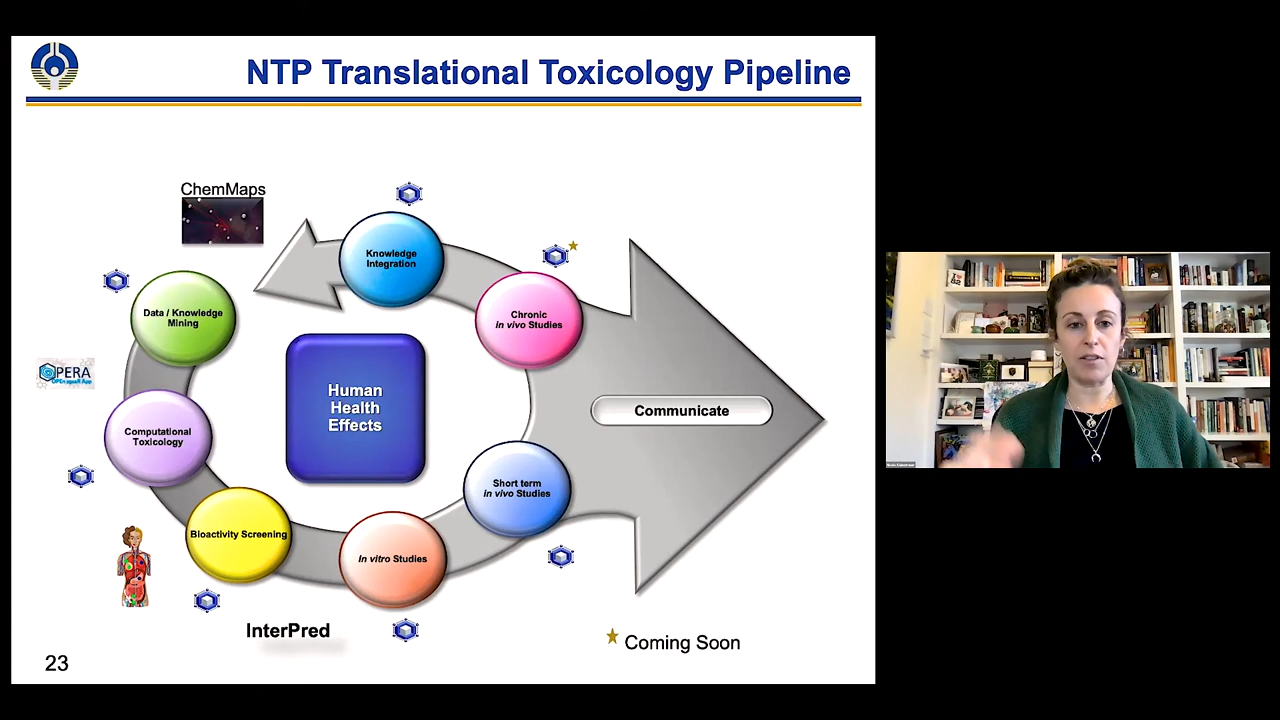 NTP Translational Toxicology Pipeline
ChemMaps
Knowledge
Integration
Chronic
in vivo Studies
Data / Knowledge
Mining
Human
Health
Effects
OPERA
Communicate
Computational
Toxicology
Short term
in vivo Studies
Bioactivity Screening
In vitro Studies
InterPred
Coming Soon
23